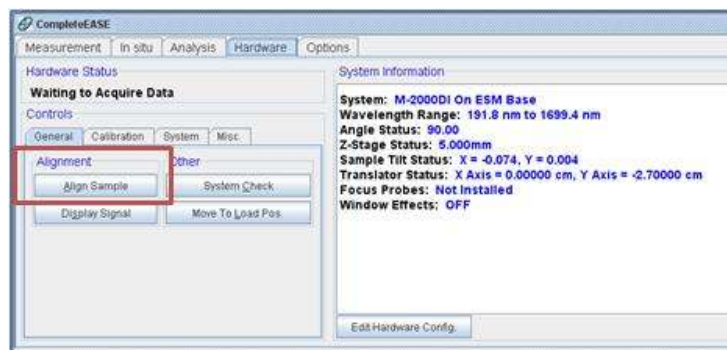 CompleteEASE
Measurement In situ Analysis Hardware Options
Hardware Status
Waiting to Acquire Data
Controls
General Calibration System Misc.
Alignment
Align Sample
Display Signal
Other
System Check
Move To Load Pos.
System Information
System: M-2000DI On ESM Base
Wavelength Range: 191.8 nm to 1699.4 nm
Angle Status: 90.00
Z-Stage Status: 5.000mm
Sample Tilt Status: X = -0.074, Y = 0.004
Translator Status: X Axis = 0.00000 cm, Y Axis = -2.70000 cm
Focus Probes: Not Installed
Window Effects: OFF
Edit Hardware Config.